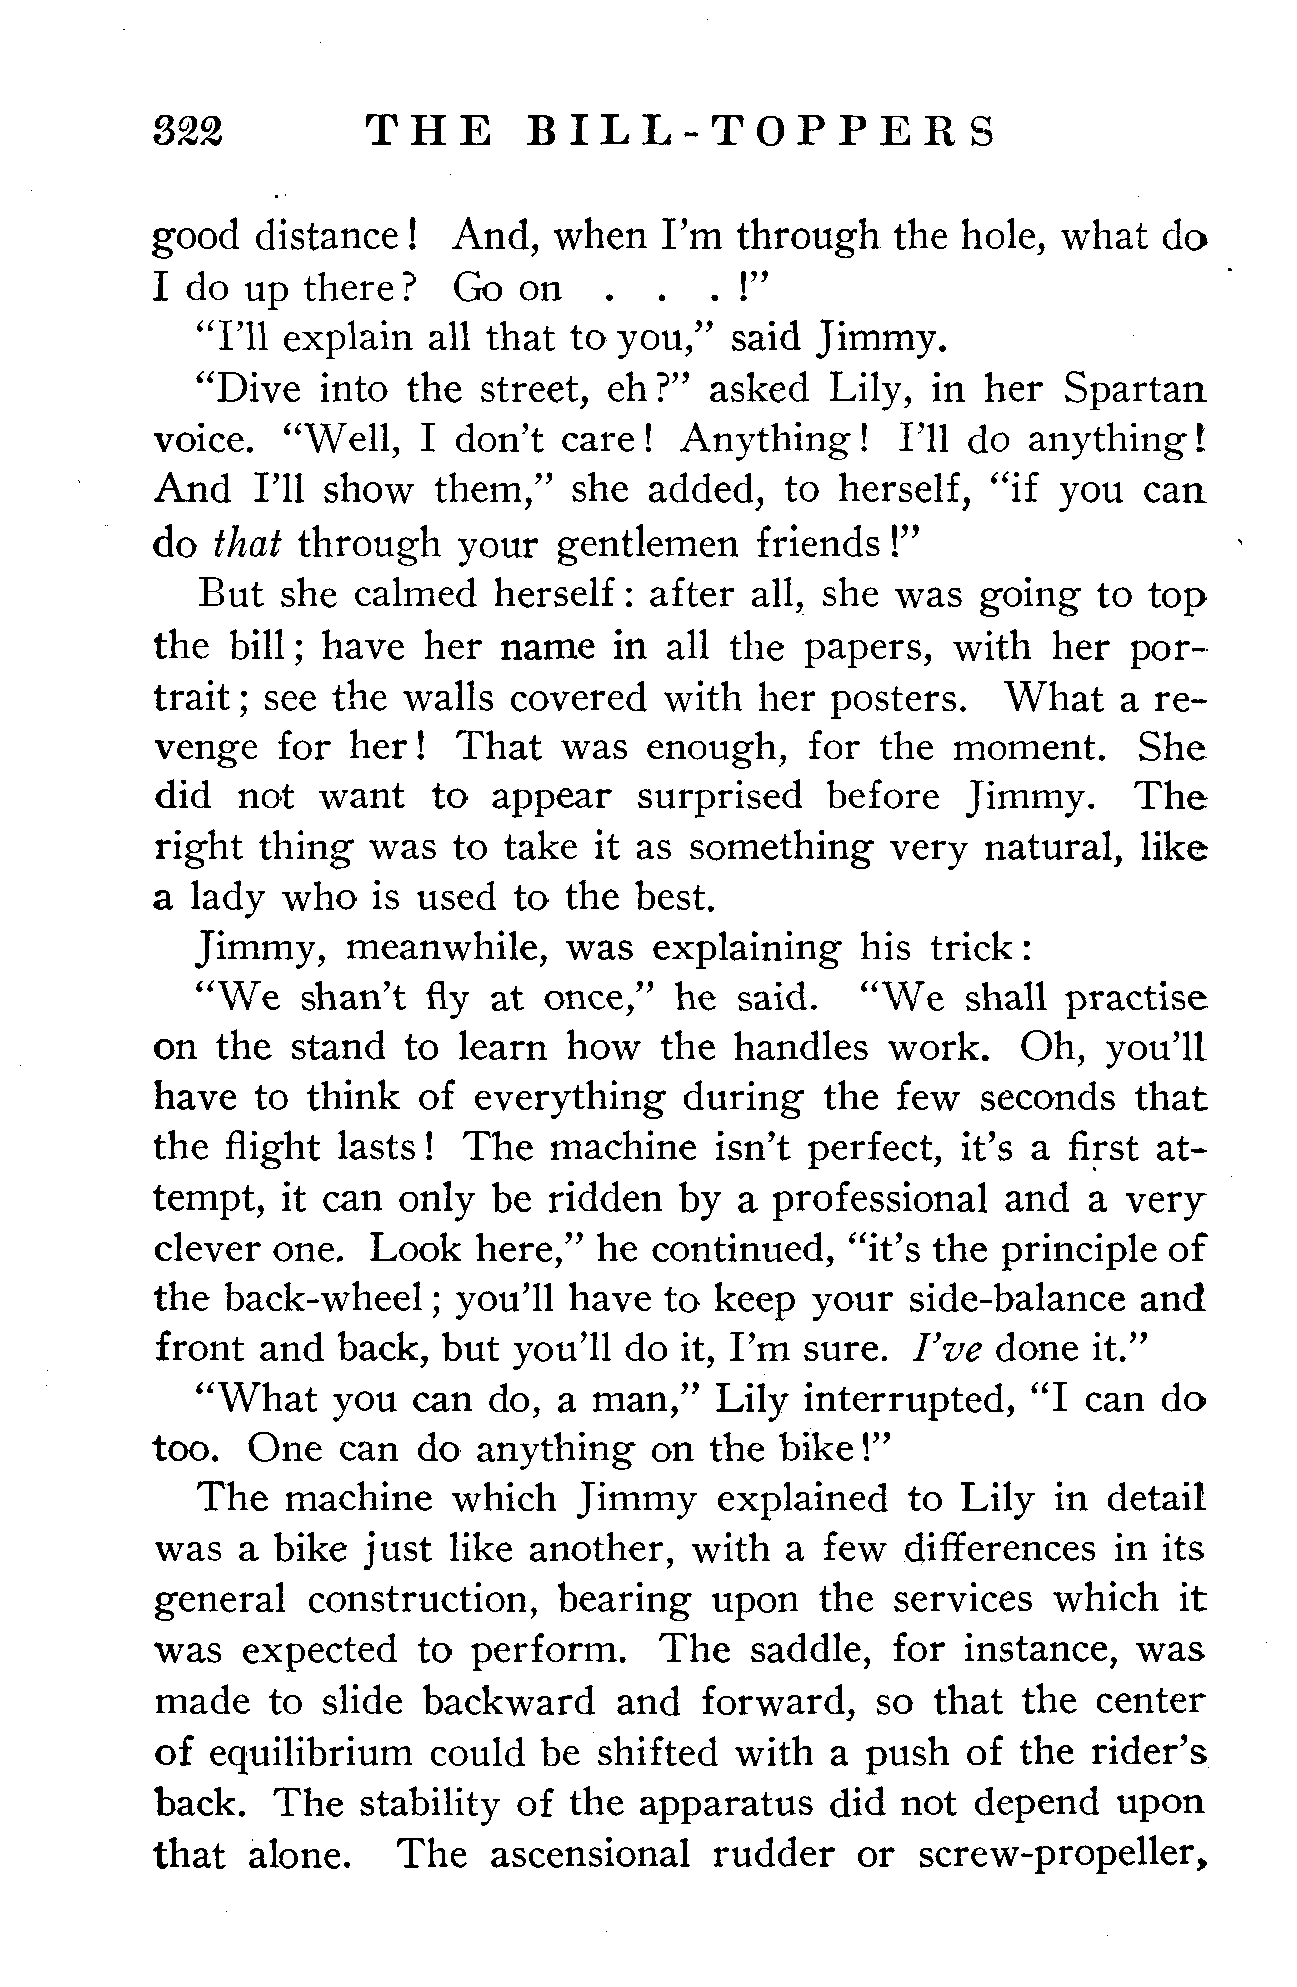 322 THE BILL-TOPPERS
good distance! And, when I'm through the hole, what do
I do up there? Go on . . . !"
"I'll explain all that to you," said Jimmy.
"Dive into the street, eh?" asked Lily, in her Spartan
voice. "Well, I don't care! Anything! I'll do anything!
And I'll show them," she added, to herself, "if you can
do that through your gentlemen friends!"
But she calmed herself: after all, she was going to top
the bill; have her name in all the papers, with her por-
trait; see the walls covered with her posters. What a re-
venge for her! That was enough, for the moment. She
did not want to appear surprised before Jimmy. The
right thing was to take it as something very natural, like
a lady who is used to the best.
Jimmy, meanwhile, was explaining his trick:
"We shan't fly at once," he said. "We shall practise
on the stand to learn how the handles work. Oh, you'll
have to think of everything during the few seconds that
the flight lasts! The machine isn't perfect, it's a first at-
tempt, it can only be ridden by a professional and a very
clever one. Look here," he continued, "it's the principle of
the back-wheel; you'll have to keep your side-balance and
front and back, but you'll do it, I'm sure. I've done it."
"What you can do, a man," Lily interrupted, "I can do
too. One can do anything on the bike!"
The machine which Jimmy explained to Lily in detail
was a bike just like another, with a few differences in its
general construction, bearing upon the services which it
was expected to perform. The saddle, for instance, was
made to slide backward and forward, so that the center
of equilibrium could be shifted with a push of the rider's
back. The stability of the apparatus did not depend upon
that alone. The ascensional rudder or screw-propeller,